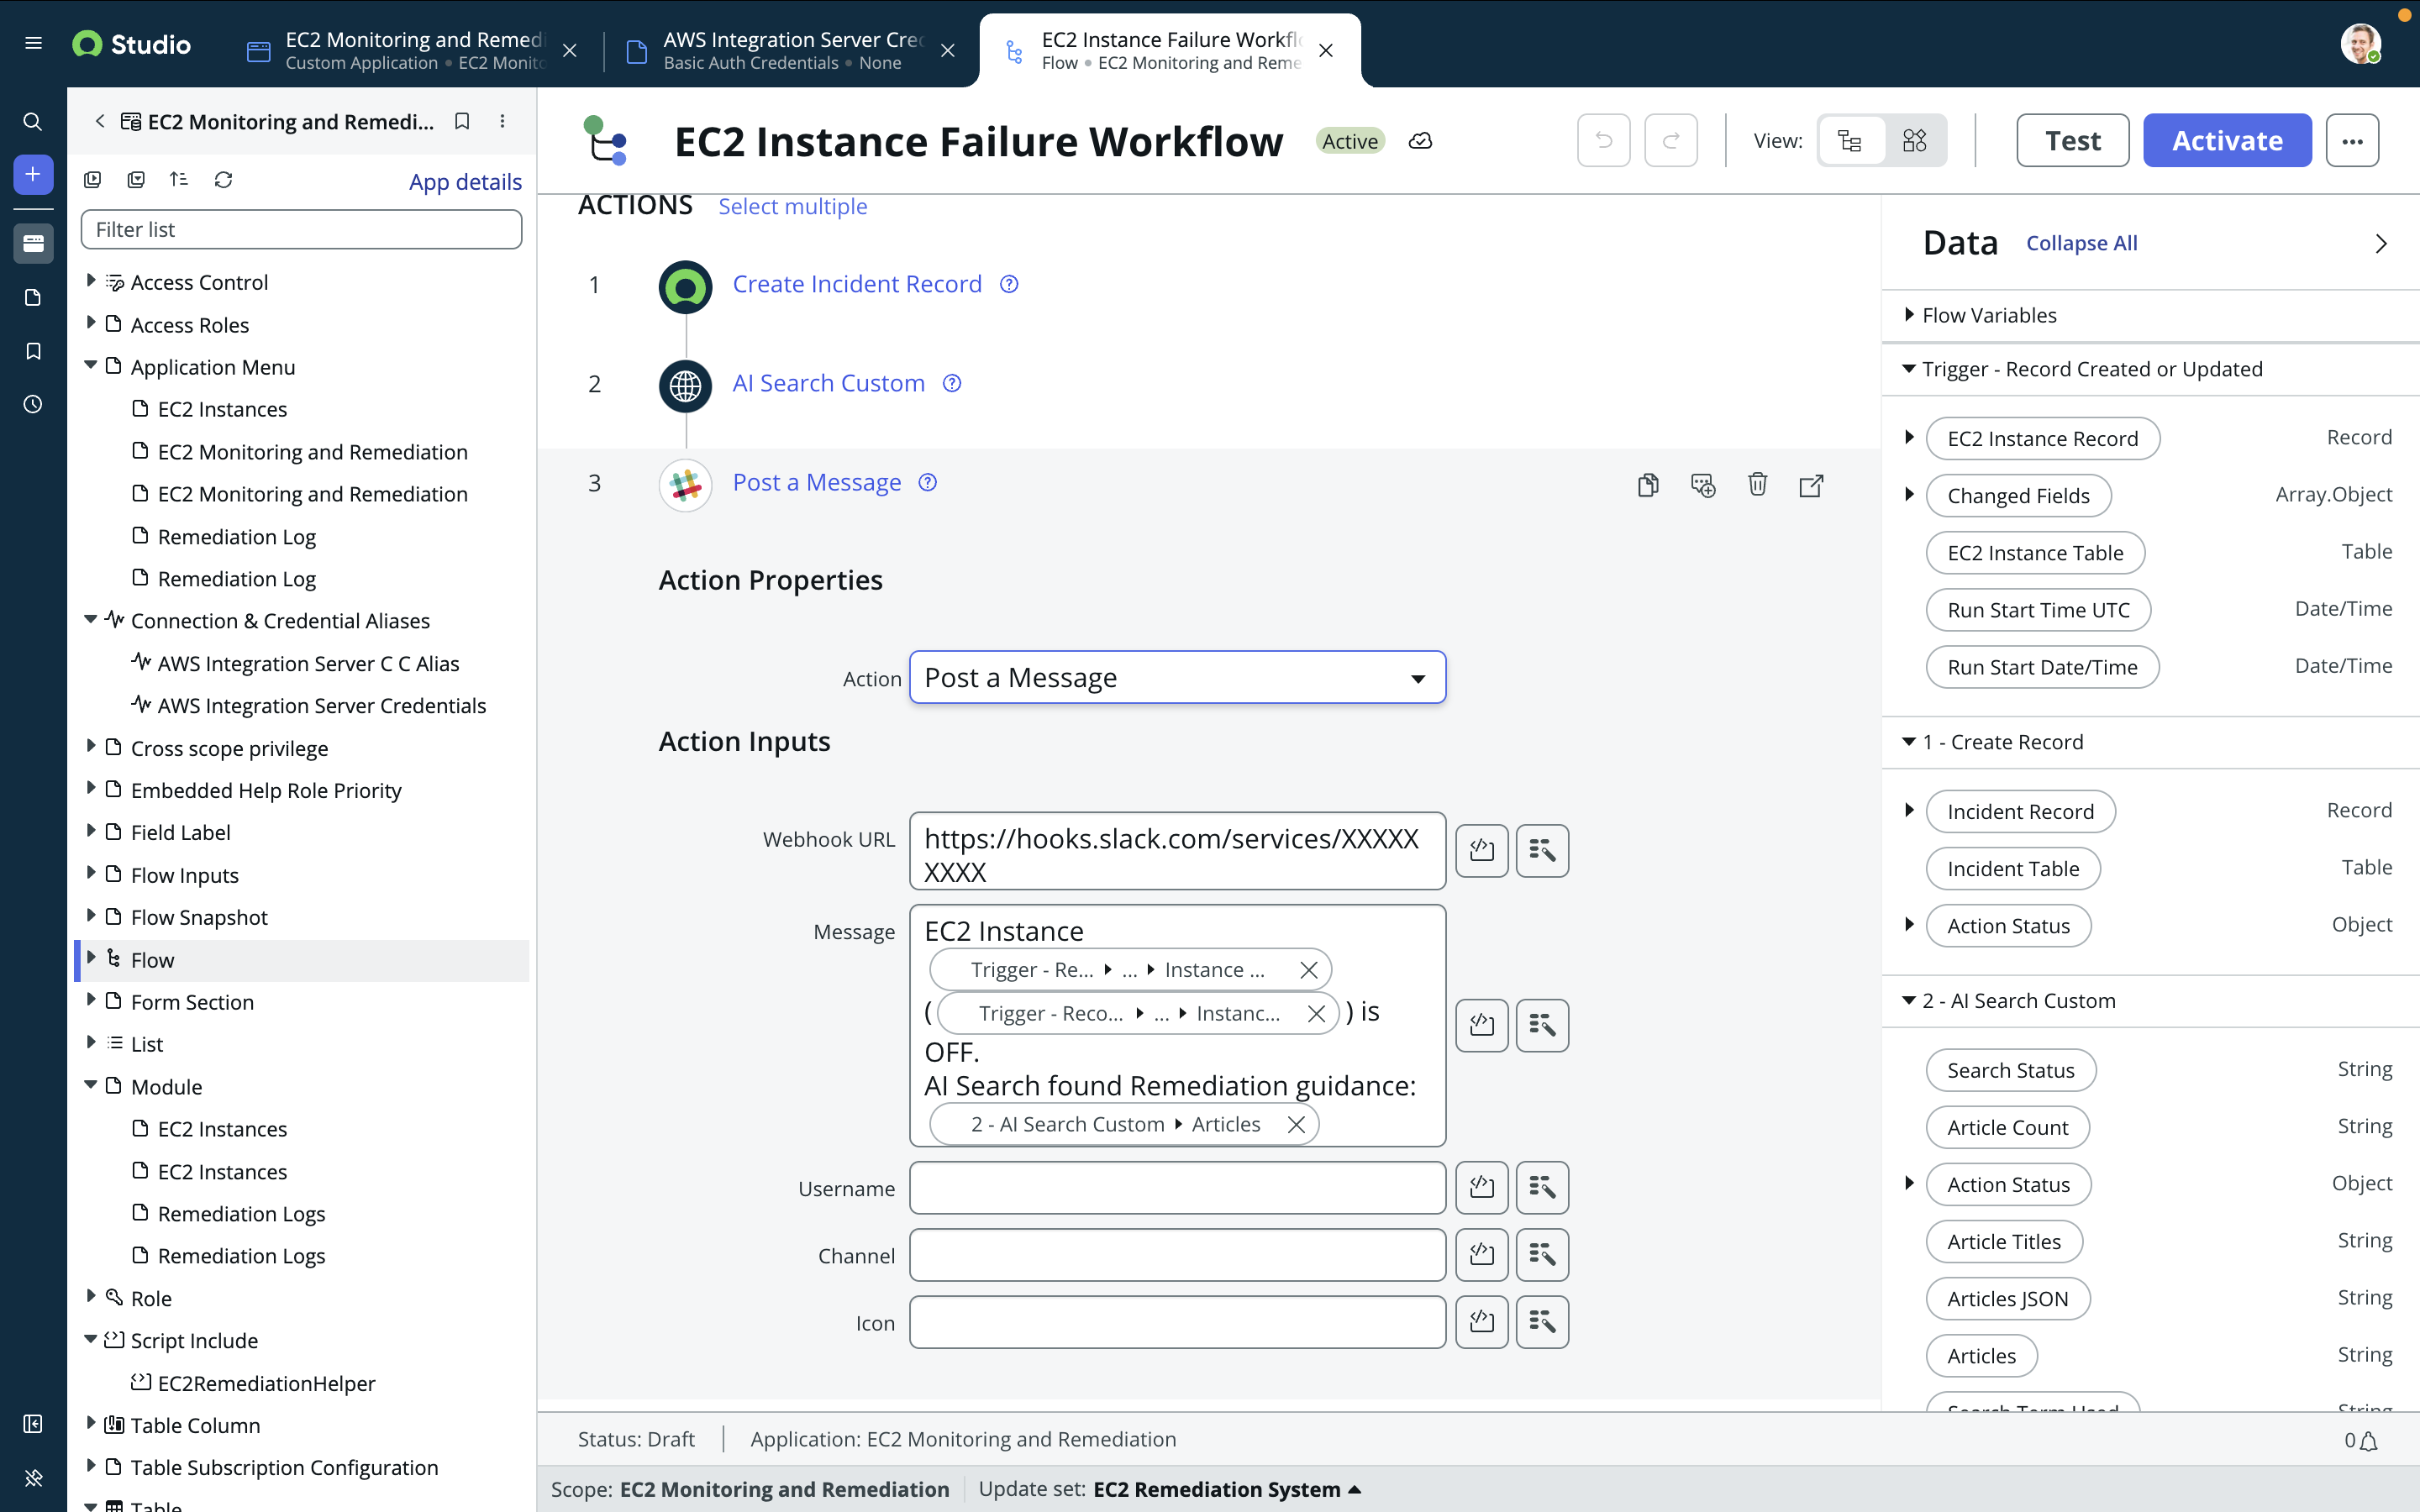 Studio
EC2 Monitoring and Remedi
Custom Application • EC2 Monito
AWS Integration Server Cre
Basic Auth Credentials • None
EC2 Instance Failure Workfl
Flow • EC2 Monitoring and Reme
EC2 Monitoring and Remedi...
App details
Filter list
Access Control
Access Roles
Application Menu
EC2 Instances
EC2 Monitoring and Remediation
EC2 Monitoring and Remediation
Remediation Log
Remediation Log
Connection & Credential Aliases
AWS Integration Server C C Alias
AWS Integration Server Credentials
Cross scope privilege
Embedded Help Role Priority
Field Label
Flow Inputs
Flow Snapshot
Flow
Form Section
List
Module
EC2 Instances
EC2 Instances
Remediation Logs
Remediation Logs
Role
Script Include
EC2RemediationHelper
Table Column
Table Subscription Configuration
Table
EC2 Instance Failure Workflow
Active
View:
Test
Activate
ACTIONS Select multiple
1 Create Incident Record
2 AI Search Custom
3 Post a Message
Action Properties
Action Post a Message
Action Inputs
Webhook URL https://hooks.slack.com/services/XXXXX
XXXX
Message EC2 Instance
Trigger - Re... ▸ ... ▸ Instance ...
( Trigger - Reco... ▸ ... ▸ Instanc... ) is
OFF.
AI Search found Remediation guidance:
2 - AI Search Custom ▸ Articles
Username
Channel
Icon
Data Collapse All
Flow Variables
Trigger - Record Created or Updated
EC2 Instance Record Record
Changed Fields Array.Object
EC2 Instance Table Table
Run Start Time UTC Date/Time
Run Start Date/Time Date/Time
1 - Create Record
Incident Record Record
Incident Table Table
Action Status Object
2 - AI Search Custom
Search Status String
Article Count String
Action Status Object
Article Titles String
Articles JSON String
Articles String
Search Term Used String
Status: Draft Application: EC2 Monitoring and Remediation
0
Scope: EC2 Monitoring and Remediation Update set: EC2 Remediation System